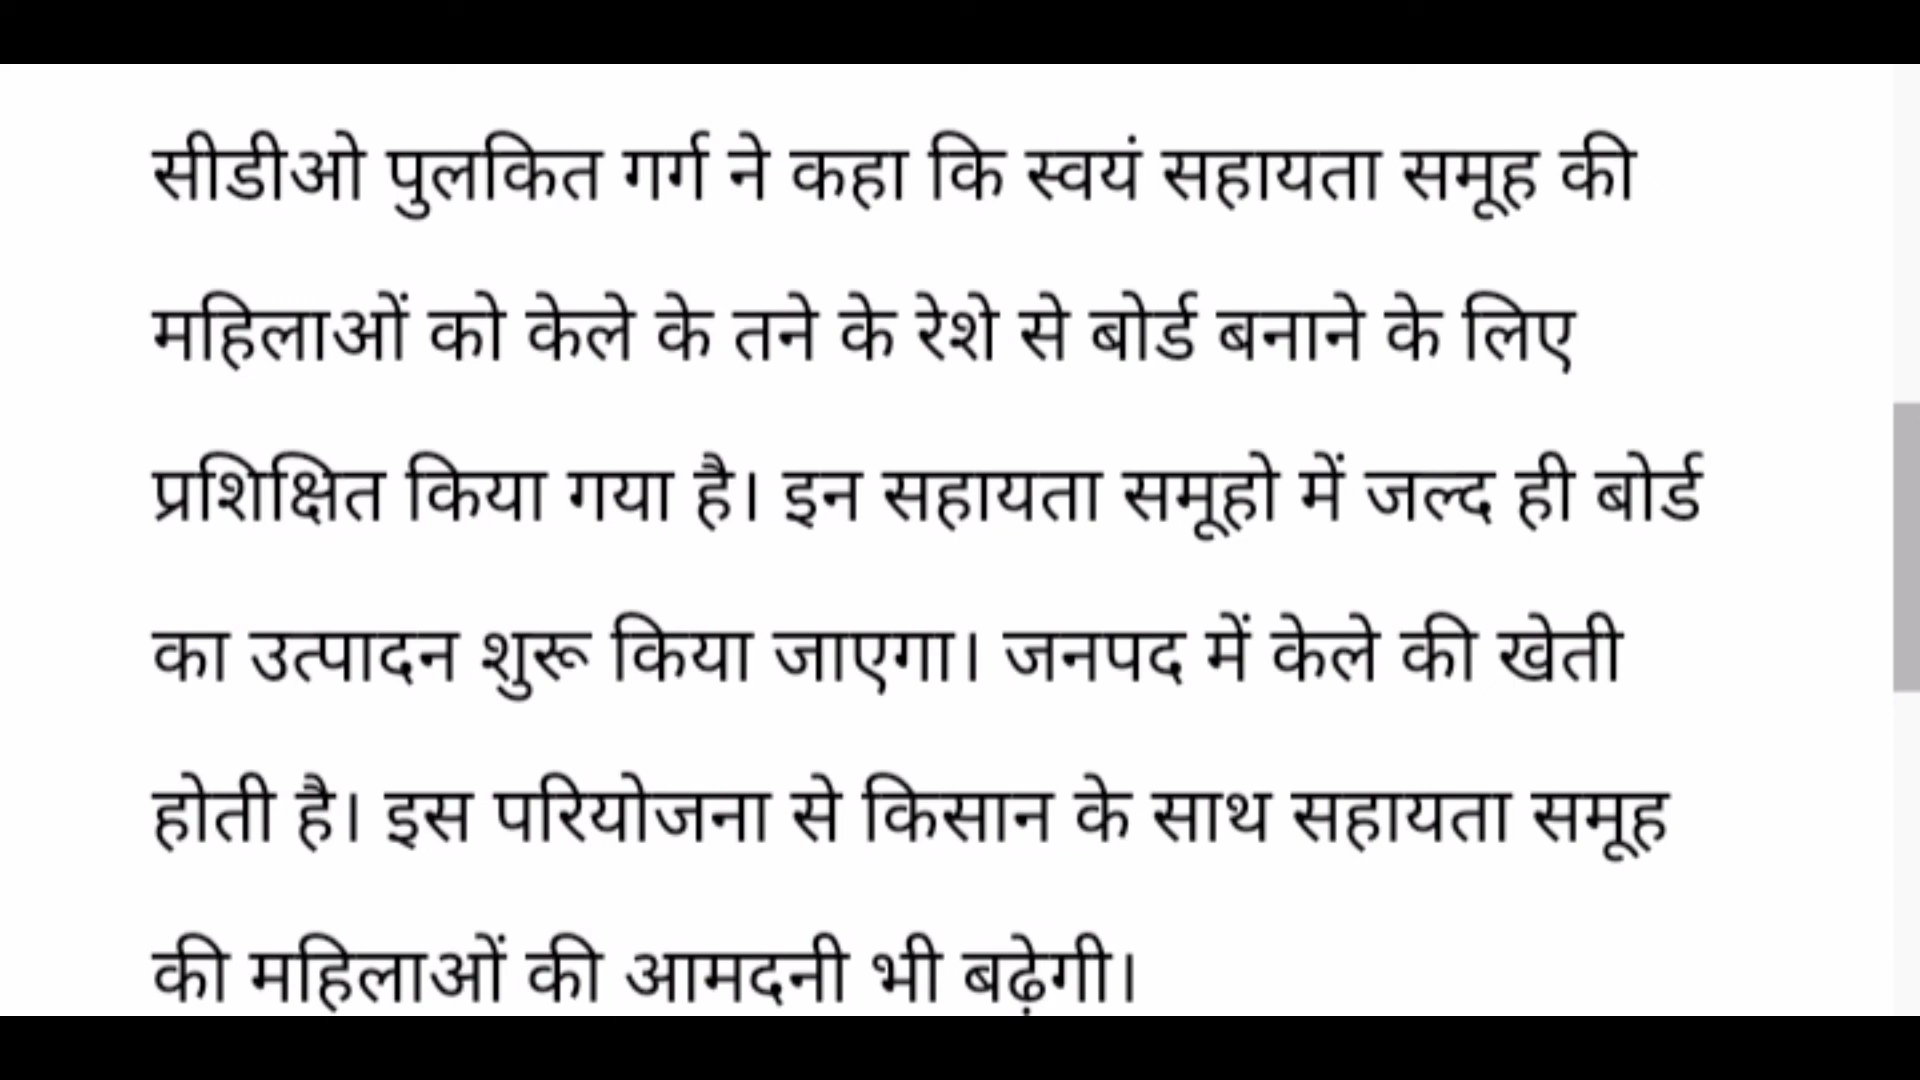 सीडीओ पुलकित गर्ग ने कहा कि स्वयं सहायता समूह की
महिलाओं को केले के तने के रेशे से बोर्ड बनाने के लिए
प्रशिक्षित किया गया है। इन सहायता समूहो में जल्द ही बोर्ड
का उत्पादन शुरू किया जाएगा। जनपद में केले की खेती
होती है। इस परियोजना से किसान के साथ सहायता समूह
की महिलाओं की आमदनी भी बढ़ेगी।